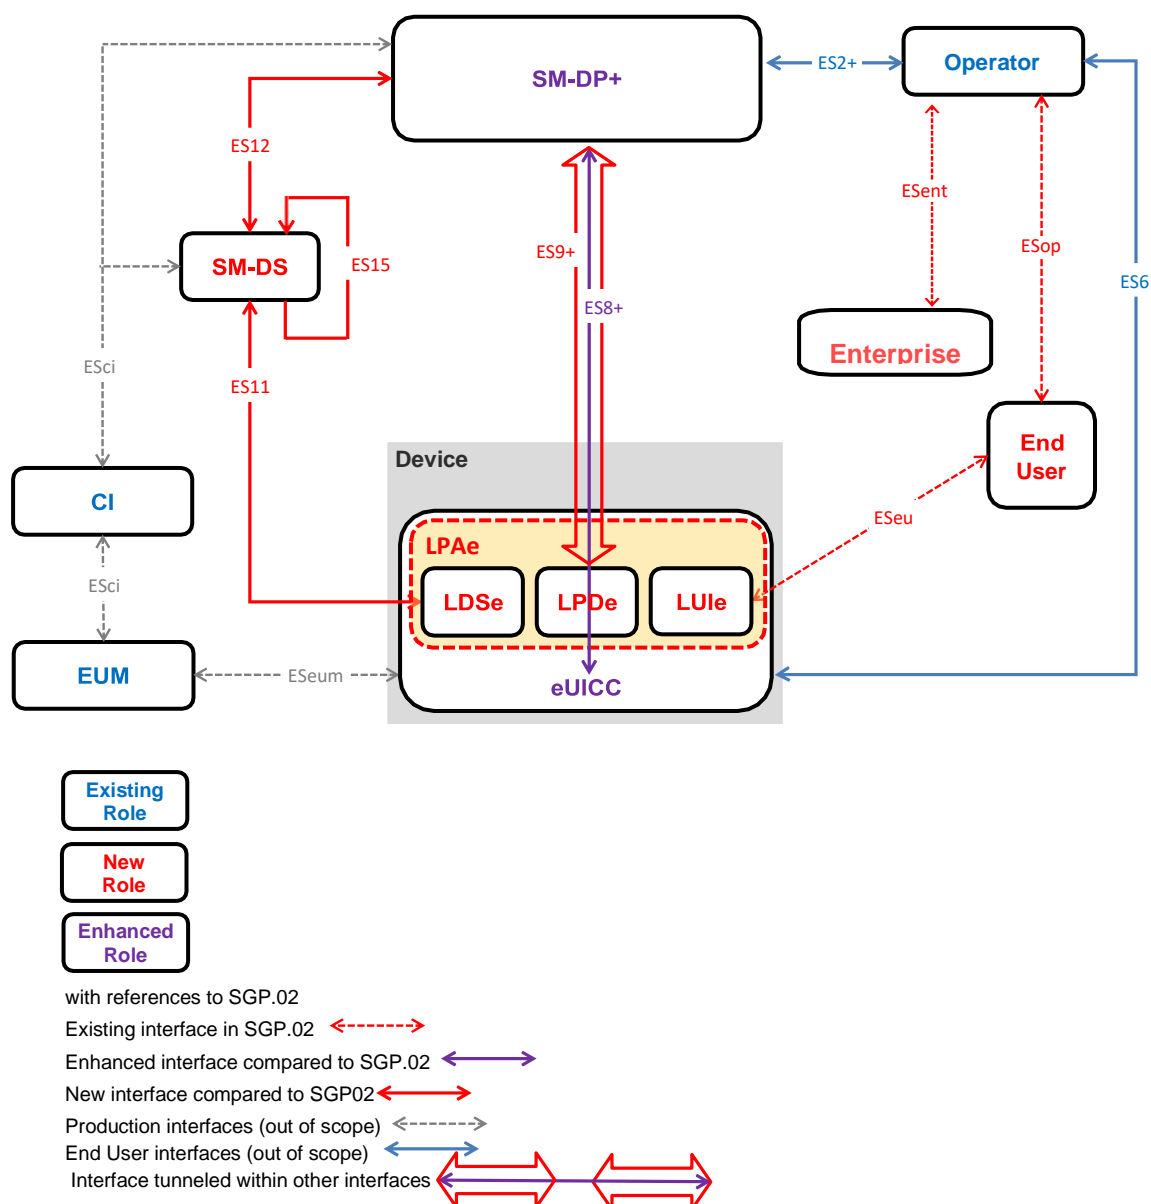 SM-DP+
ES2+
Operator
ES12
ESent
ES9+
ESop
SM-DS
ES15
ES6
ES8+
Enterprise
ESci
ES11
End
User
Device
CI
ESeu
LPAe
ESci
LDSe
LPDe
LUIe
EUM
ESeum
eUICC
Existing
Role
New
Role
Enhanced
Role
with references to SGP.02
Existing interface in SGP.02
Enhanced interface compared to SGP.02
New interface compared to SGP02
Production interfaces (out of scope)
End User interfaces (out of scope)
Interface tunneled within other interfaces